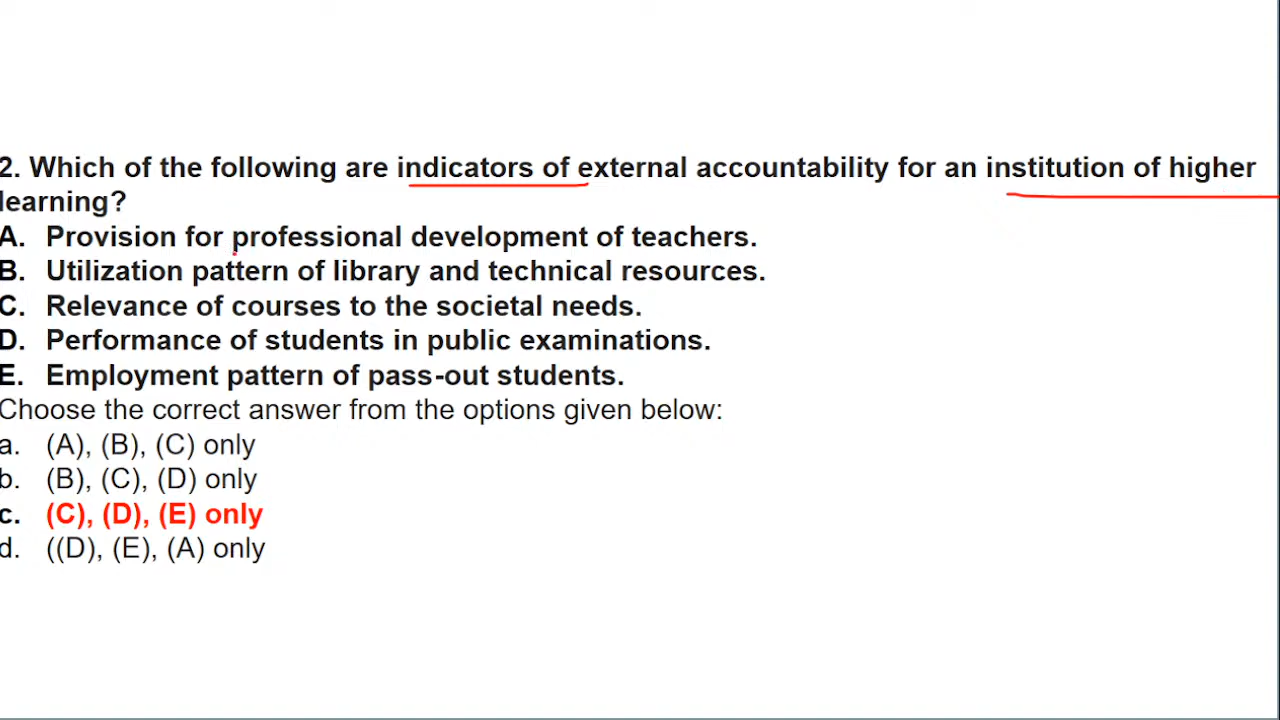 2. Which of the following are indicators of external accountability for an institution of higher
learning?
A. Provision for professional development of teachers.
B. Utilization pattern of library and technical resources.
C. Relevance of courses to the societal needs.
D. Performance of students in public examinations.
E. Employment pattern of pass-out students.
Choose the correct answer from the options given below:
a. (A), (B), (C) only
b. (B), (C), (D) only
c. (C), (D), (E) only
d. ((D), (E), (A) only